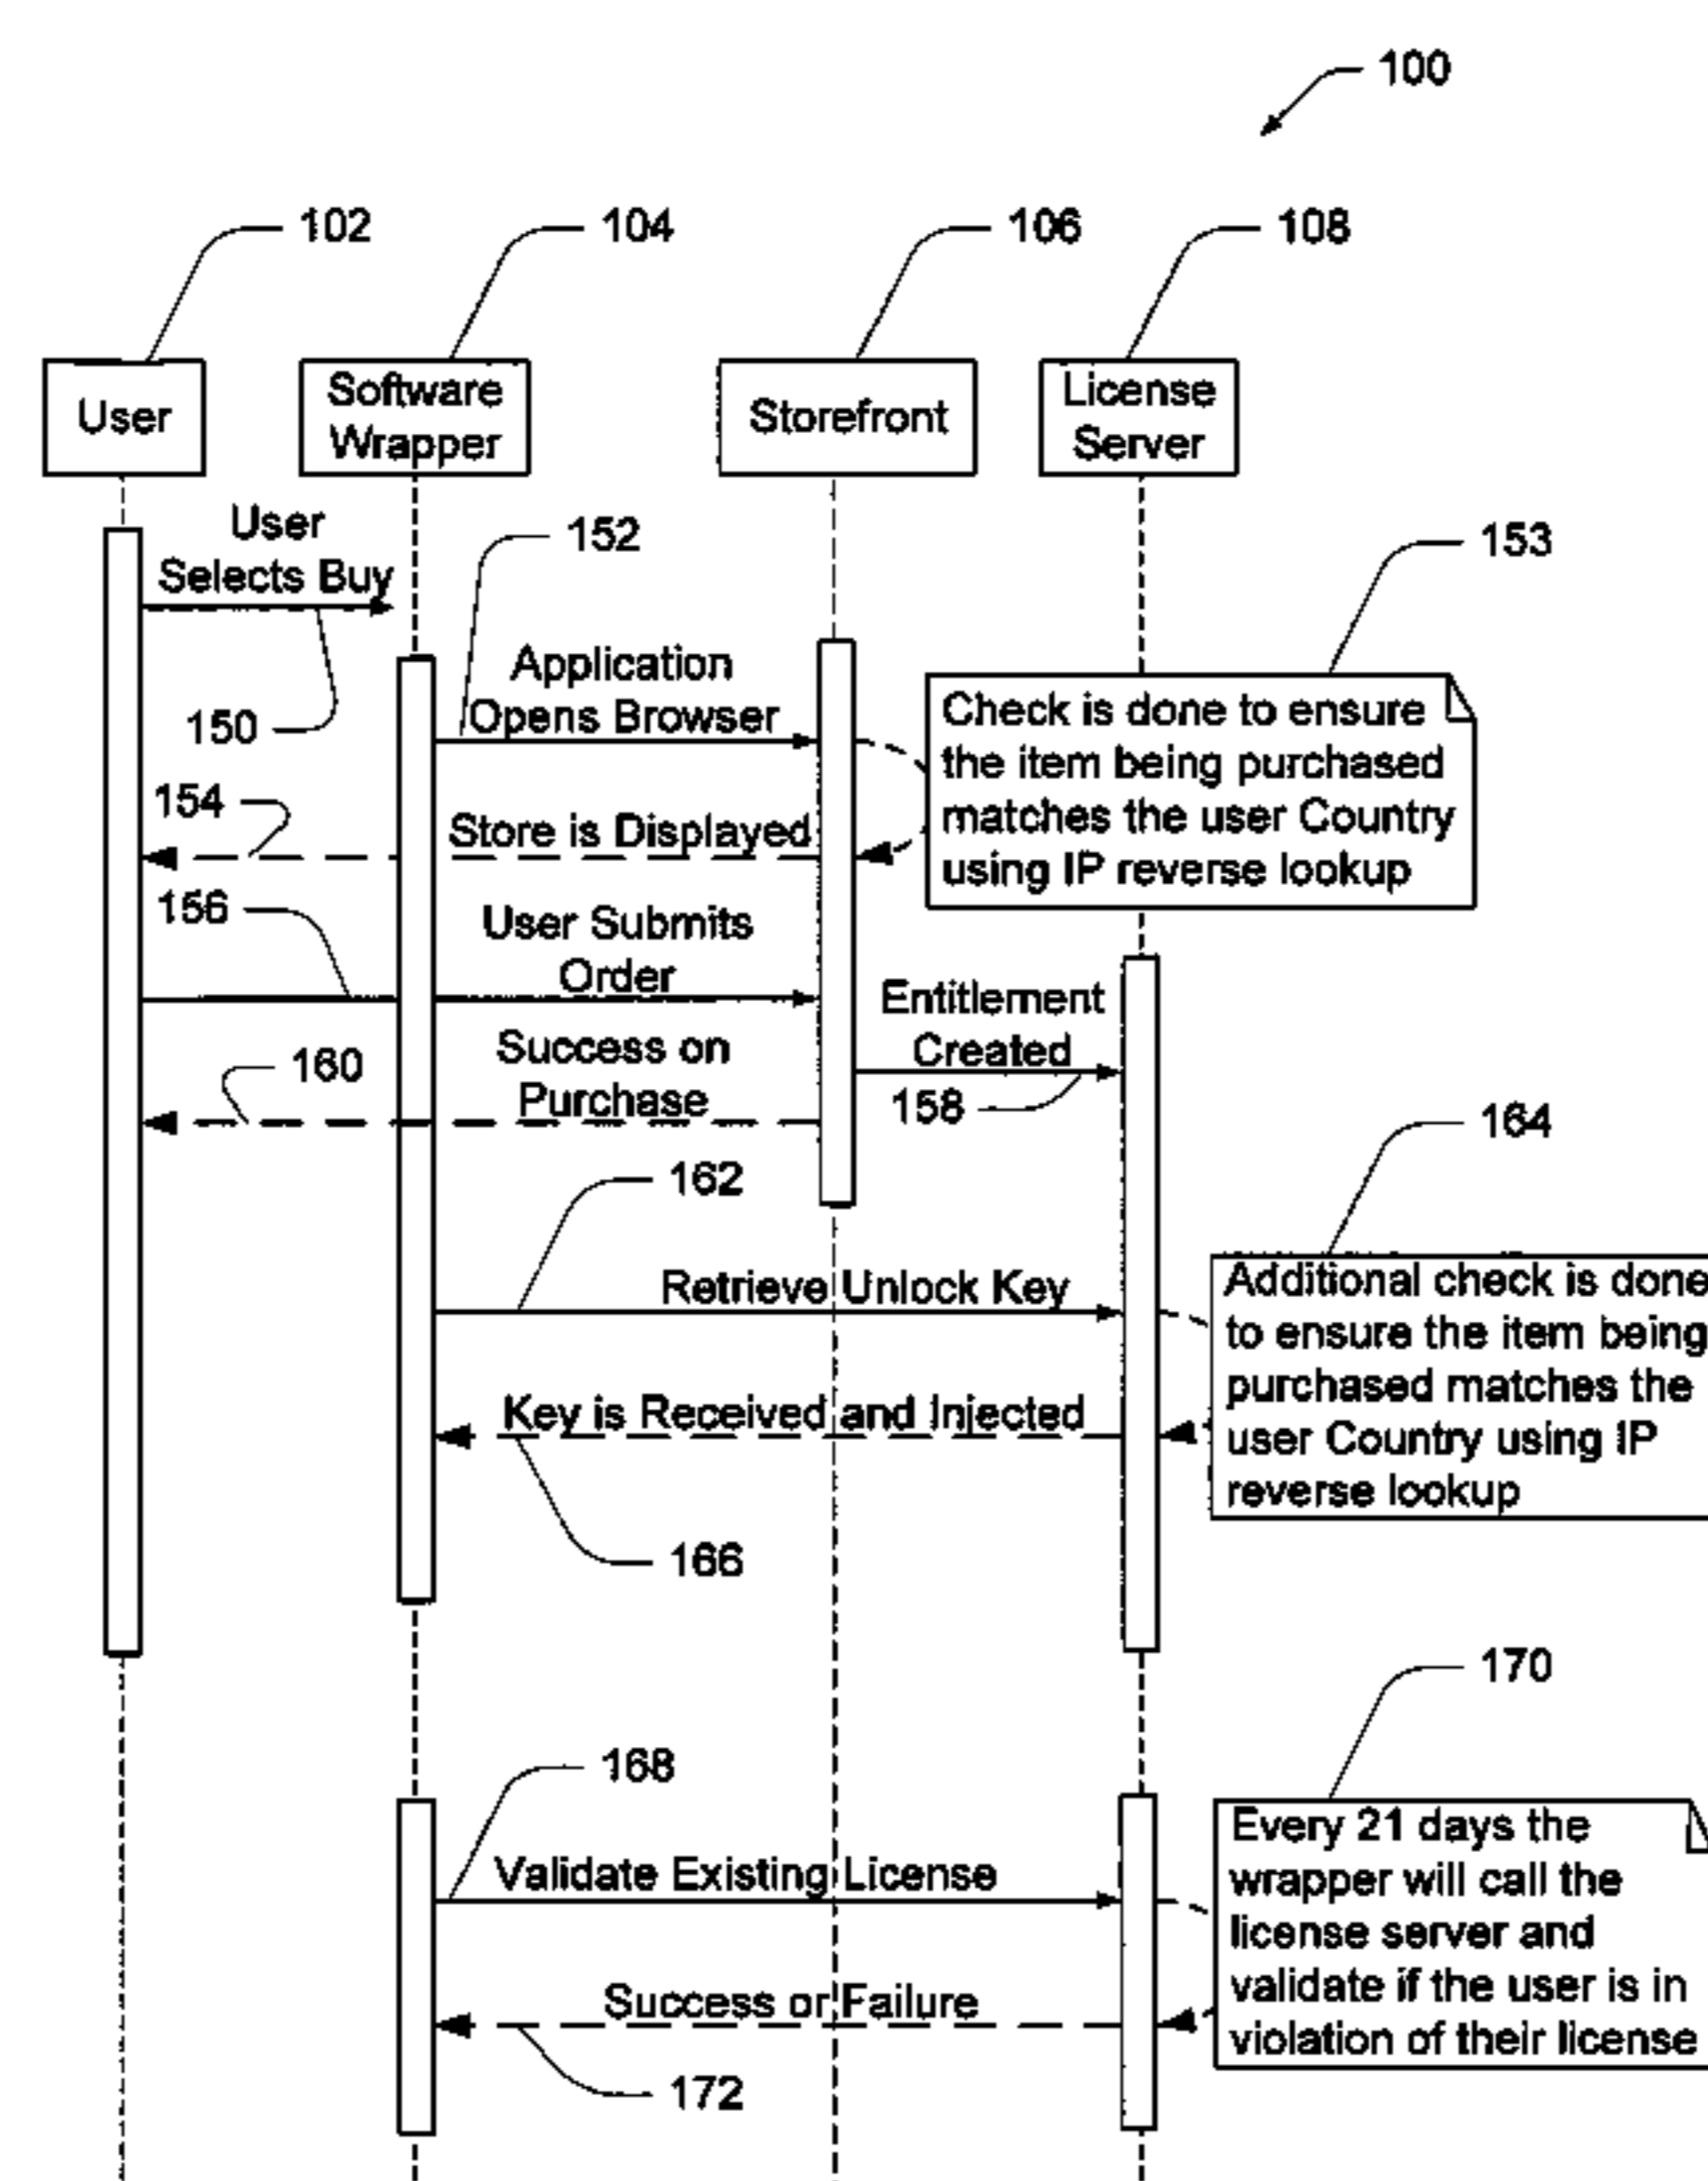 100
102
104
106
108
User
Software
Wrapper
Storefront
License
Server
User
Selects Buy
152
153
150
Application
Opens Browser
Check is done to ensure
the item being purchased
matches the user Country
using IP reverse lookup
154
Store is Displayed
156
User Submits
Order
Entitlement
Created
158
160
Success on
Purchase
162
164
Retrieve Unlock Key
Additional check is done
to ensure the item being
purchased matches the
user Country using IP
reverse lookup
Key is Received and Injected
166
168
170
Validate Existing License
Every 21 days the
wrapper will call the
license server and
validate if the user is in
violation of their license
Success or Failure
172